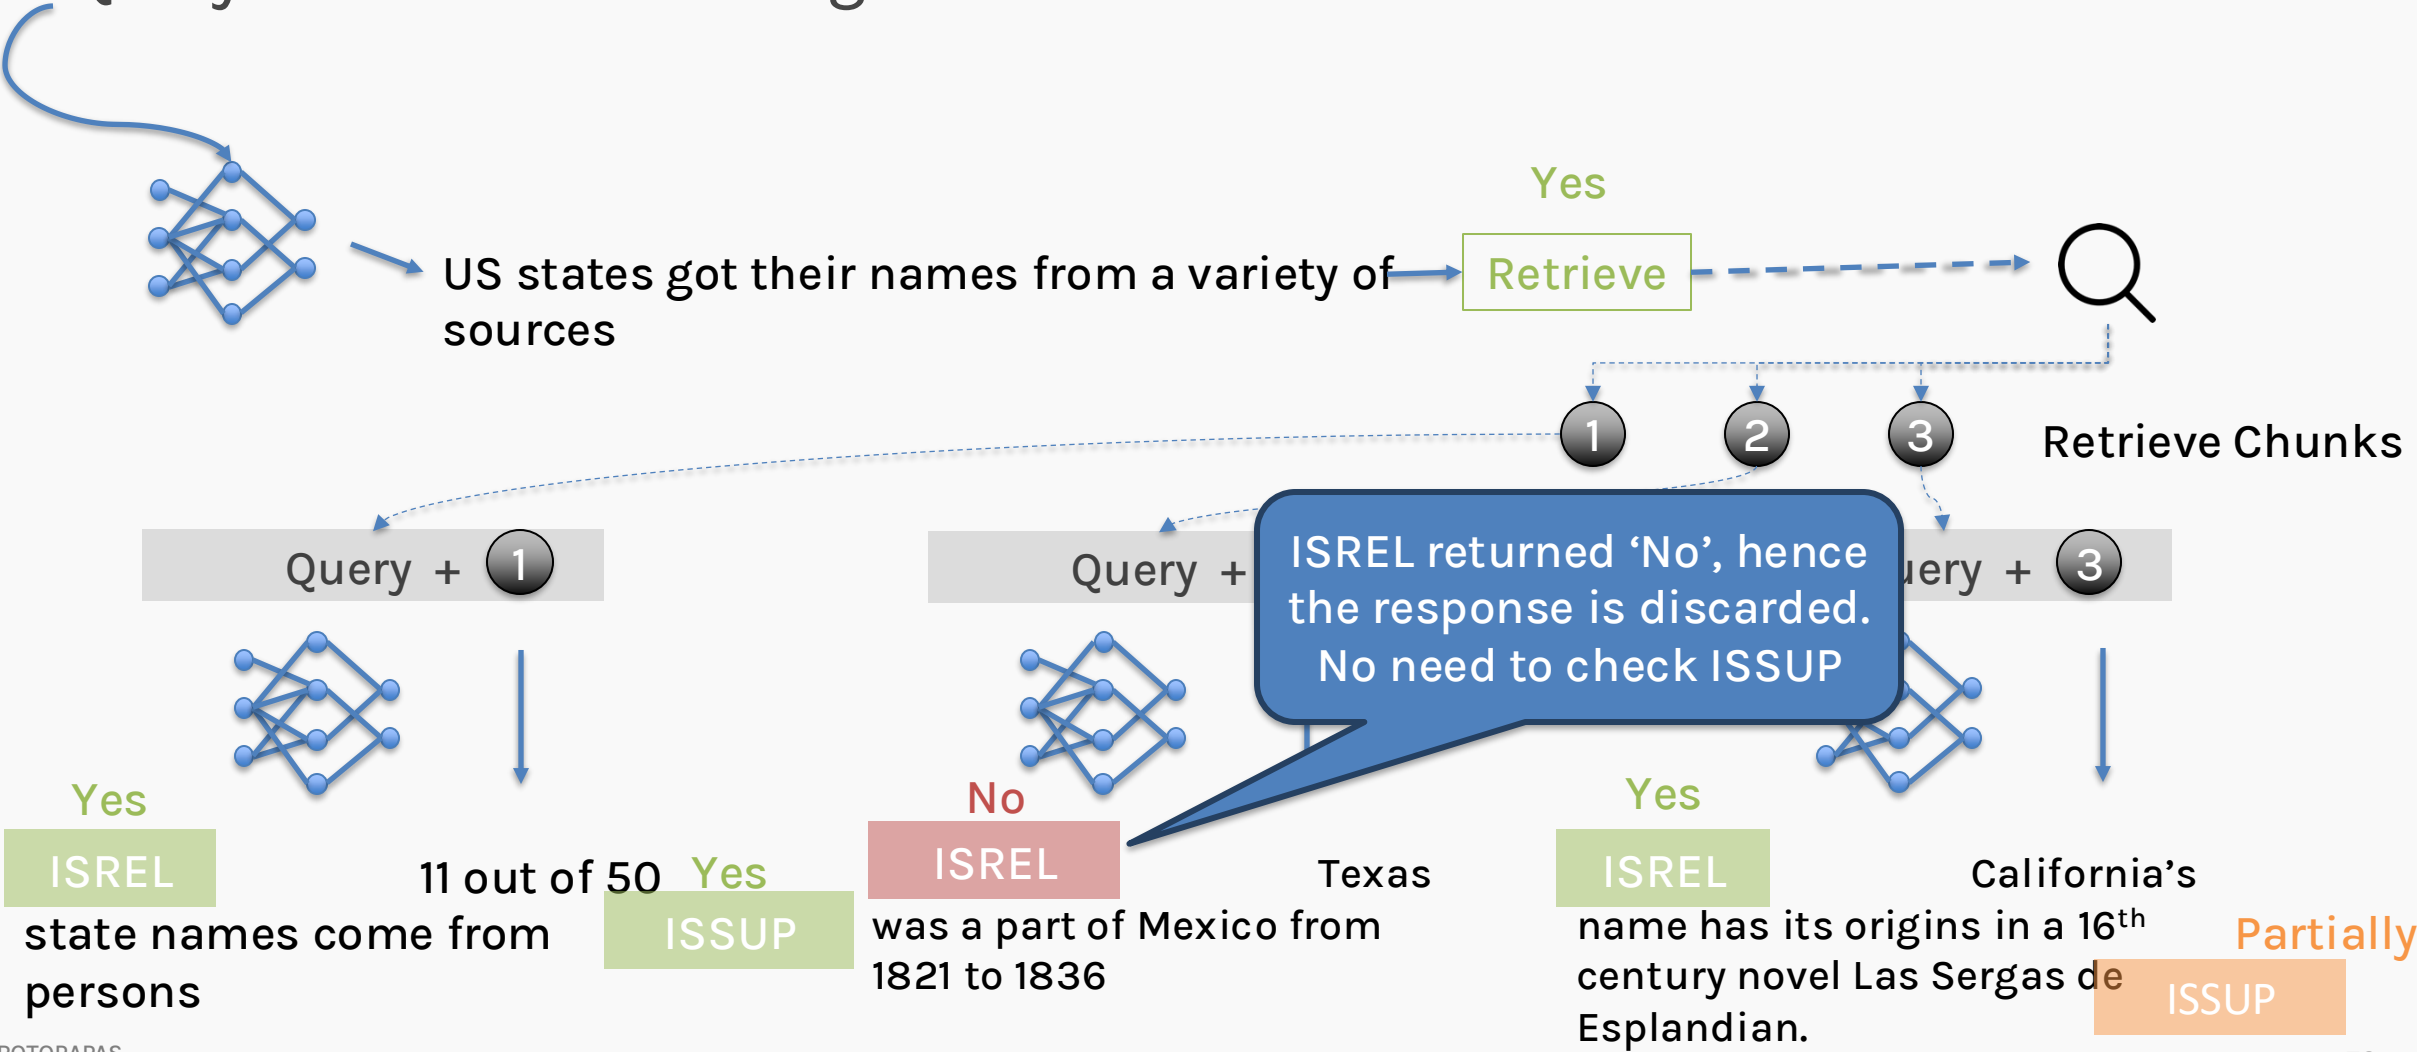 Yes
US states got their names from a variety of
sources
Retrieve
1
2
3
Retrieve Chunks
Query + 1
Query +
ISREL returned ‘No’, hence
the response is discarded.
No need to check ISSUP
uery + 3
Yes
ISREL
11 out of 50
state names come from
persons
Yes
ISSUP
No
ISREL
Texas
was a part of Mexico from
1821 to 1836
Yes
ISREL
California’s
name has its origins in a 16th
century novel Las Sergas de
Esplandian.
Partially
ISSUP